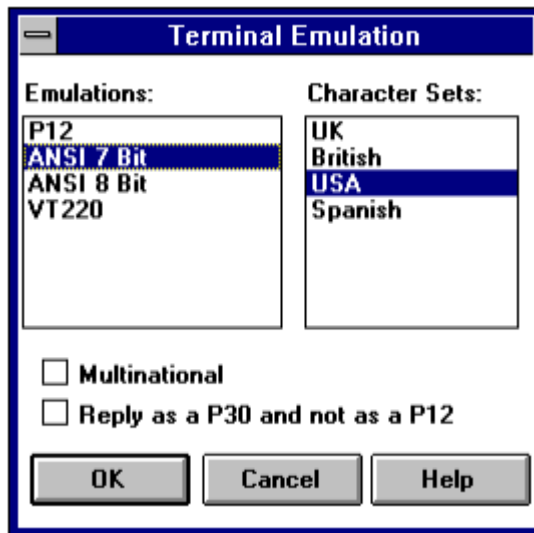 Terminal Emulation
Emulations:
P12
ANSI 7 Bit
ANSI 8 Bit
VT220
Character Sets:
UK
British
USA
Spanish
Multinational
Reply as a P30 and not as a P12
OK
Cancel
Help